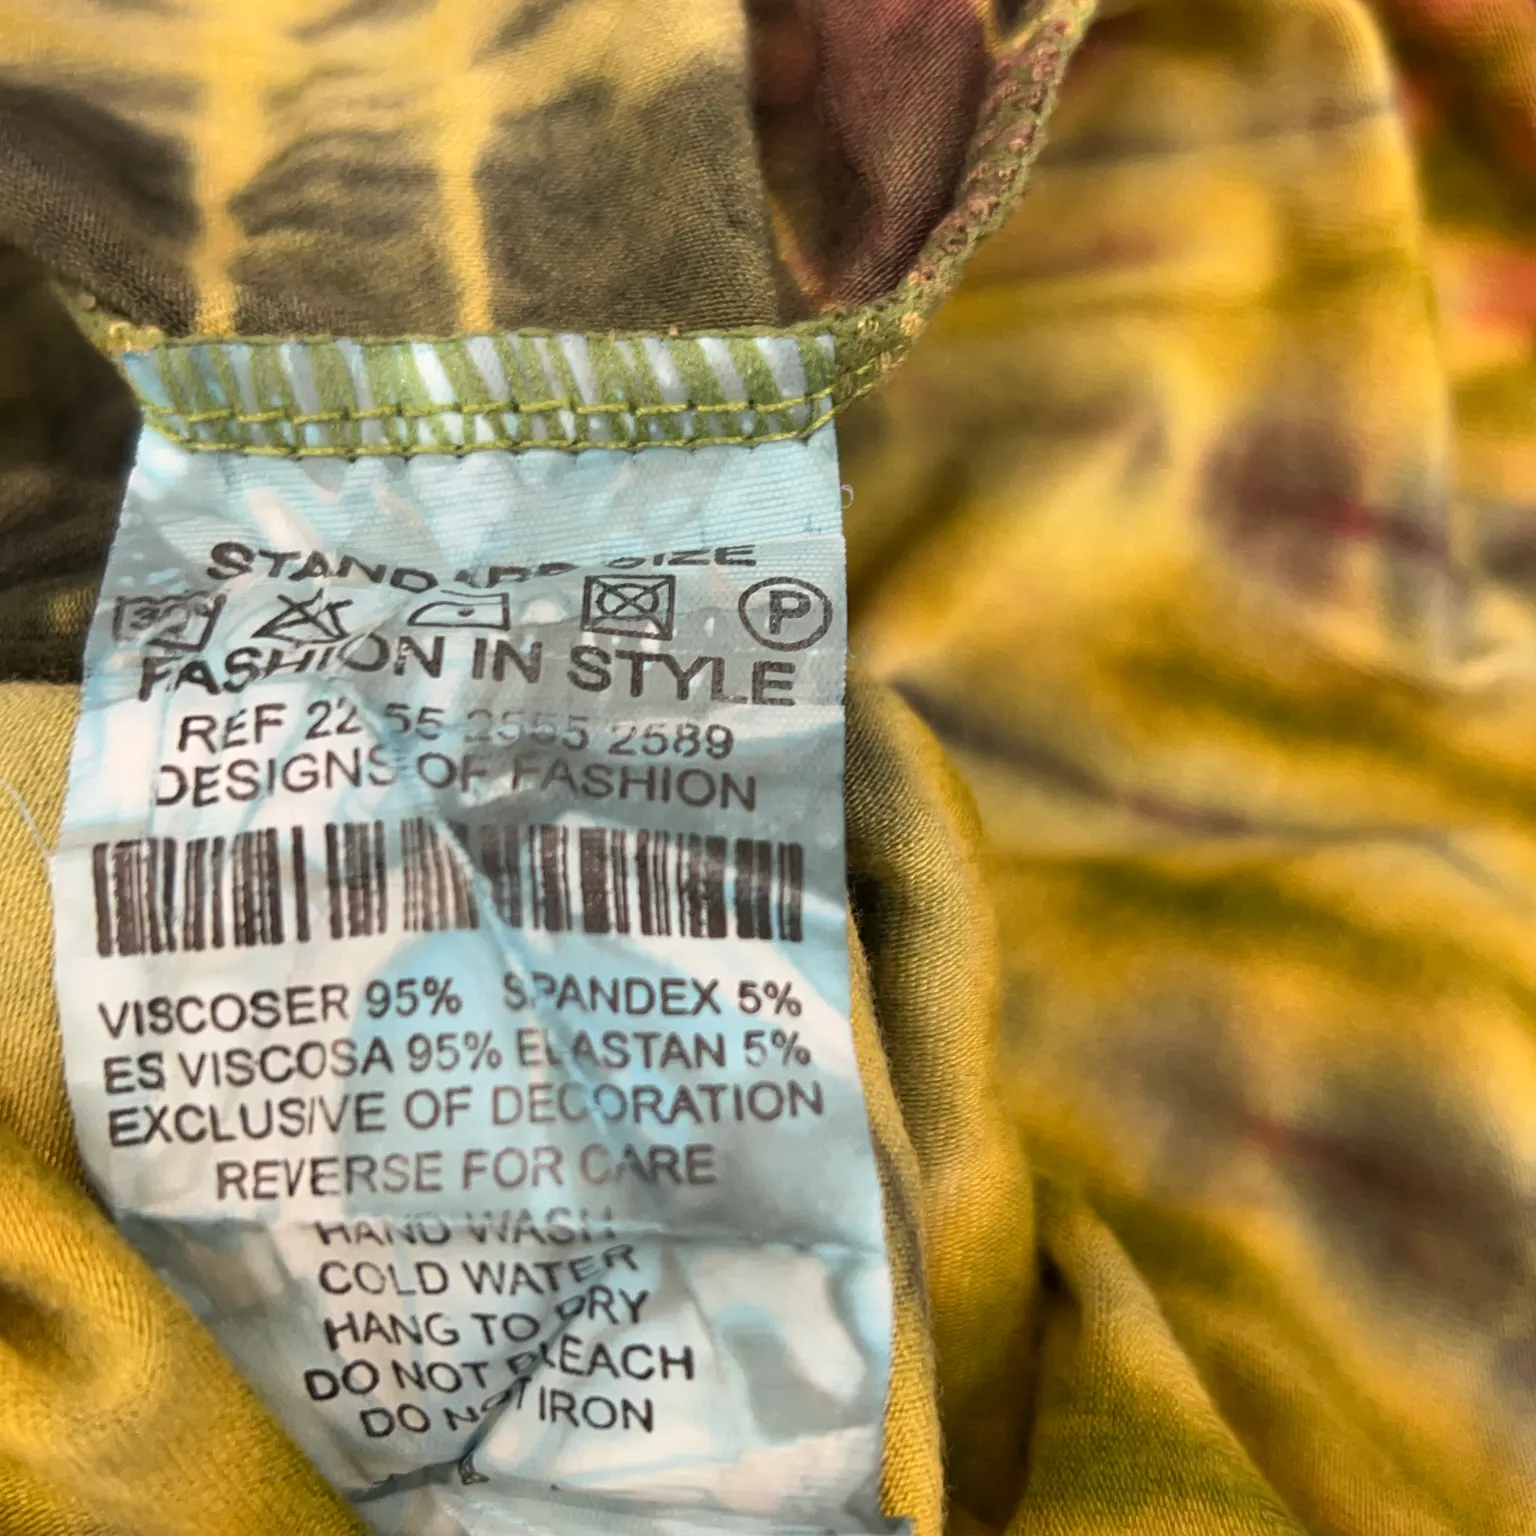 STANDARD SIZE
30 P
FASHION IN STYLE
REF 22 55 2555 2589
DESIGNS OF FASHION
VISCOSER 95% SPANDEX 5%
ES VISCOSA 95% ELASTAN 5%
EXCLUSIVE OF DECORATION
REVERSE FOR CARE
HAND WASH
COLD WATER
HANG TO DRY
DO NOT BLEACH
DO NOT IRON